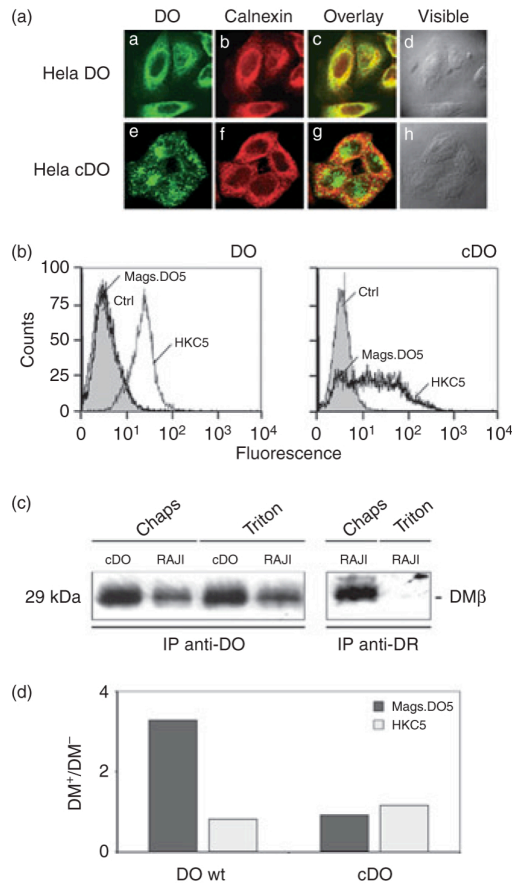 (a)
DO Calnexin Overlay Visible
Hela DO
a b c d
Hela cDO
e f g h
(b)
DO cDO
Counts
100
75
50
25
0
Mags.DO5
Ctrl
HKC5
0 10¹ 10² 10³ 10⁴
Ctrl
Mags.DO5
HKC5
0 10¹ 10² 10³ 10⁴
Fluorescence
(c)
Chaps Triton Chaps Triton
cDO RAJI cDO RAJI RAJI RAJI
29 kDa - DMβ
IP anti-DO IP anti-DR
(d)
DM⁺/DM⁻
4
2
0
Mags.DO5
HKC5
DO wt cDO